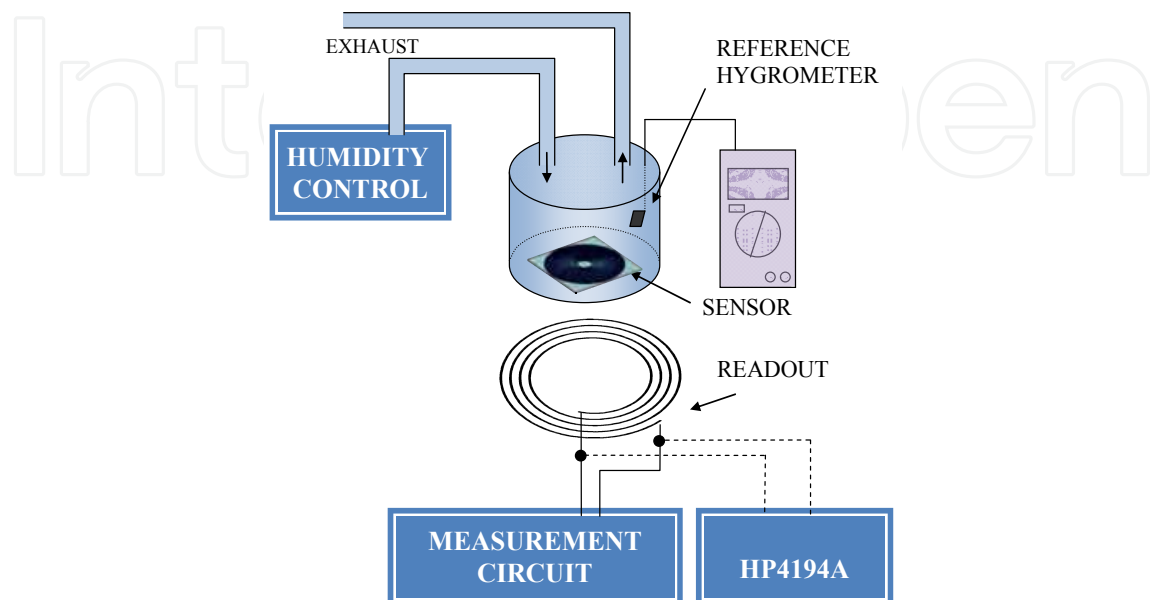 EXHAUST
REFERENCE
HYGROMETER
HUMIDITY
CONTROL
SENSOR
READOUT
MEASUREMENT
CIRCUIT
HP4194A